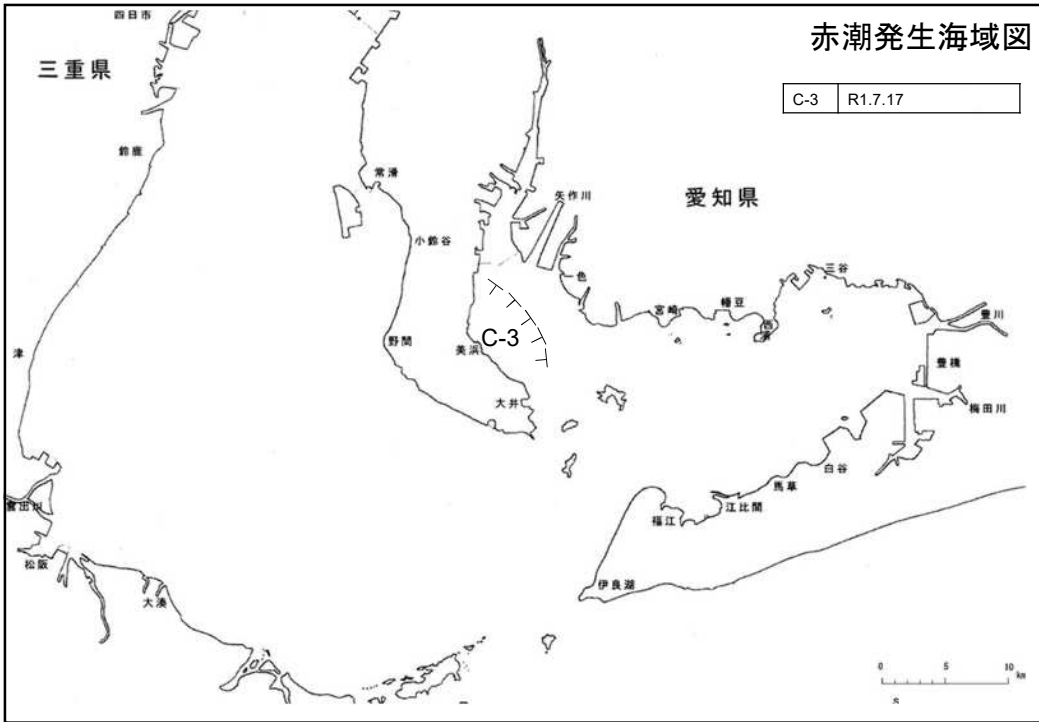 赤潮発生海域図
C-3 R1.7.17
四日市
三重県
鈴鹿
常滑
矢作川
愛知県
小鈴谷
一色
三谷
宮崎
幡豆
西浦
豊川
津
野間
美浜
C-3
豊橋
大井
梅田川
白谷
馬草
江比間
福江
雲出川
松阪
大湊
伊良湖
0 5 10
km
S